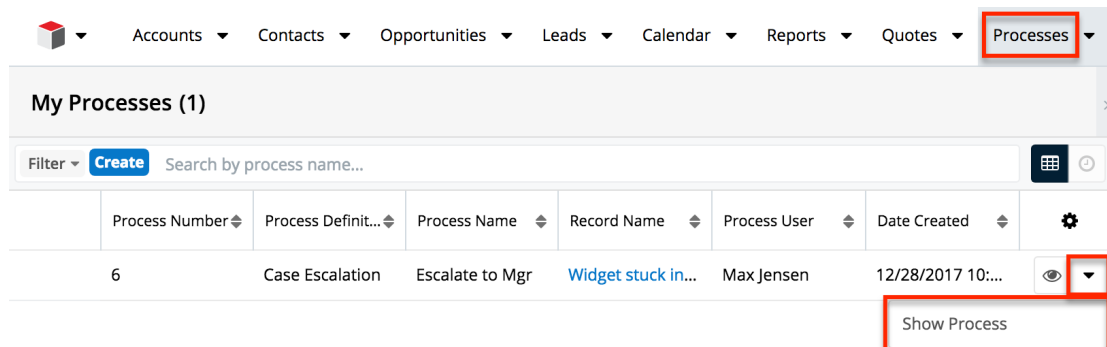 Accounts Contacts Opportunities Leads Calendar Reports Quotes Processes
My Processes (1)
Filter Create Search by process name...
Process Number Process Definit... Process Name Record Name Process User Date Created
6 Case Escalation Escalate to Mgr Widget stuck in... Max Jensen 12/28/2017 10:...
Show Process